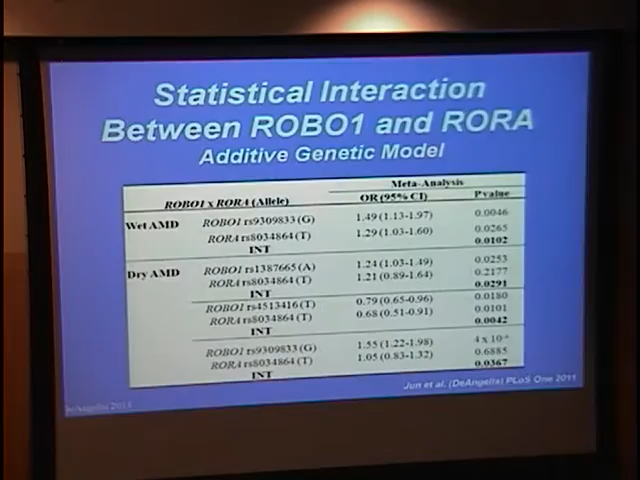 Statistical Interaction
Between ROBO1 and RORA
Additive Genetic Model
Meta-Analysis
ROBO1 x RORA (Allele) OR (95% CI) P value
Wet AMD ROBO1 rs9309833 (G) 1.49 (1.13-1.97) 0.0046
RORA rs8034864 (T) 1.29 (1.03-1.60) 0.0265
INT 0.0102
Dry AMD ROBO1 rs1387665 (A) 1.24 (1.03-1.49) 0.0253
RORA rs8034864 (T) 1.21 (0.89-1.64) 0.2177
INT 0.0291
ROBO1 rs4513416 (T) 0.79 (0.65-0.96) 0.0180
RORA rs8034864 (T) 0.68 (0.51-0.91) 0.0101
INT 0.0042
ROBO1 rs9309833 (G) 1.55 (1.22-1.98) 4 x 10
RORA rs8034864 (T) 1.05 (0.83-1.32) 0.6885
INT 0.0367
Jun et al. (DeAngelis) PLoS One 2011
DeAngelis